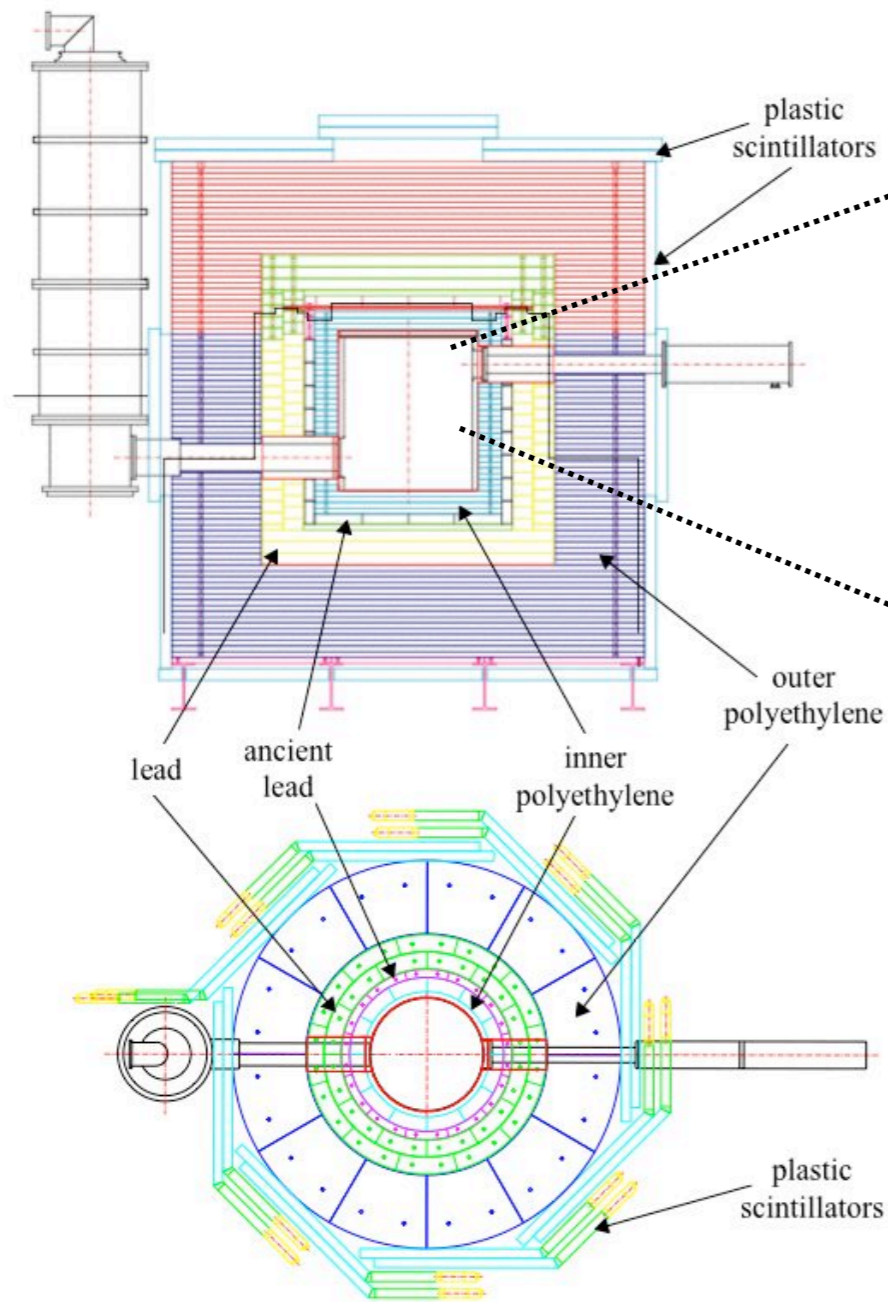 plastic
scintillators
outer
polyethylene
lead
ancient
lead
inner
polyethylene
plastic
scintillators